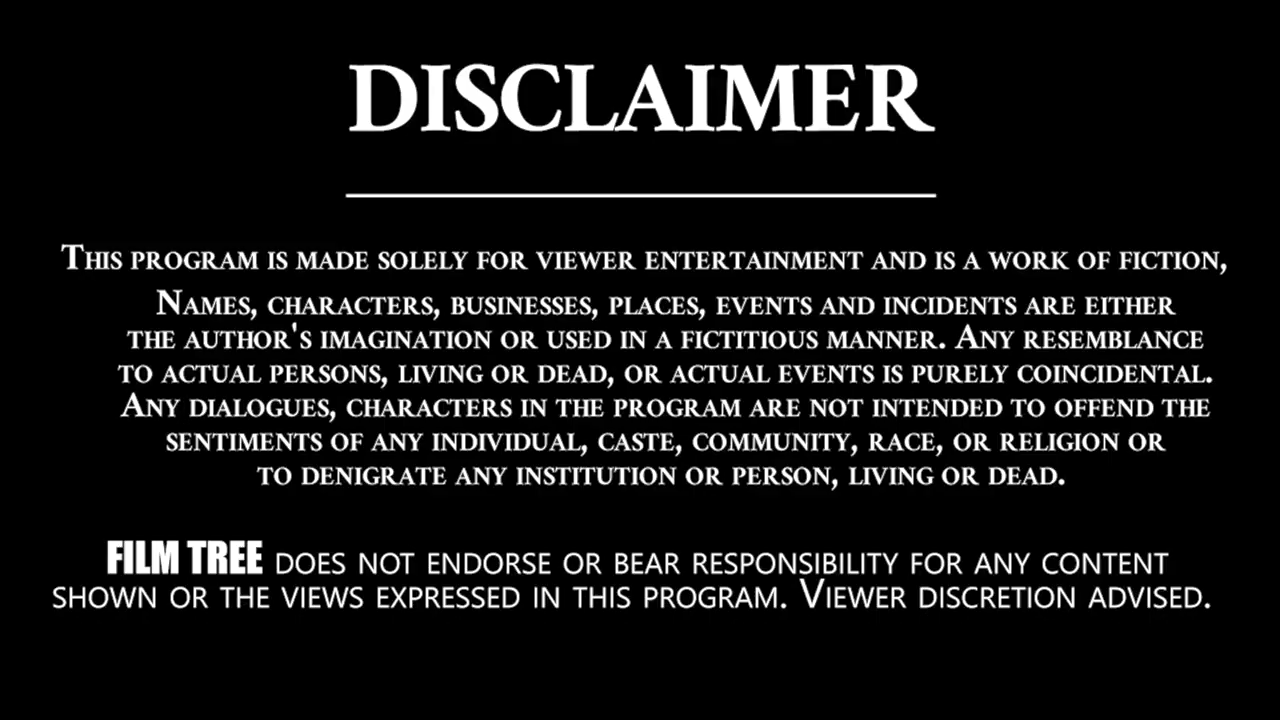 DISCLAIMER
THIS PROGRAM IS MADE SOLELY FOR VIEWER ENTERTAINMENT AND IS A WORK OF FICTION,
NAMES, CHARACTERS, BUSINESSES, PLACES, EVENTS AND INCIDENTS ARE EITHER
THE AUTHOR'S IMAGINATION OR USED IN A FICTITIOUS MANNER. ANY RESEMBLANCE
TO ACTUAL PERSONS, LIVING OR DEAD, OR ACTUAL EVENTS IS PURELY COINCIDENTAL.
ANY DIALOGUES, CHARACTERS IN THE PROGRAM ARE NOT INTENDED TO OFFEND THE
SENTIMENTS OF ANY INDIVIDUAL, CASTE, COMMUNITY, RACE, OR RELIGION OR
TO DENIGRATE ANY INSTITUTION OR PERSON, LIVING OR DEAD.
FILM TREE DOES NOT ENDORSE OR BEAR RESPONSIBILITY FOR ANY CONTENT
SHOWN OR THE VIEWS EXPRESSED IN THIS PROGRAM. VIEWER DISCRETION ADVISED.